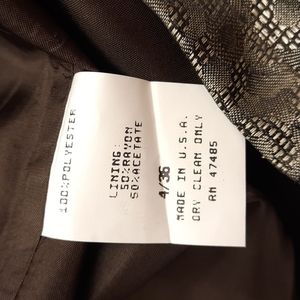 100%POLYESTER
LINING:
50%RAYON
50%ACETATE
4/36
MADE IN U.S.A.
DRY CLEAN ONLY
RN 47485